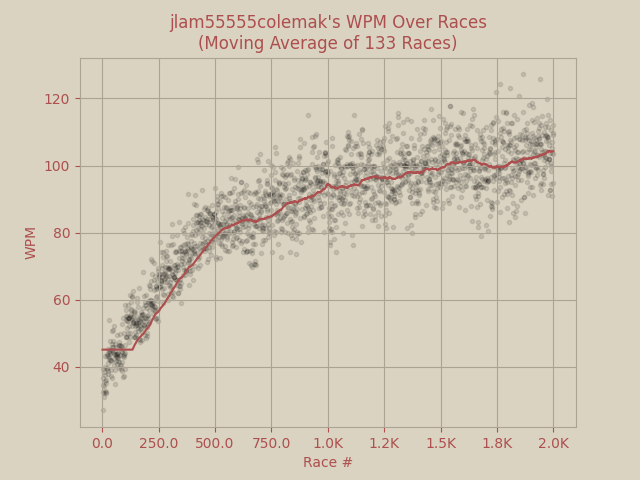 jlam55555colemak's WPM Over Races
(Moving Average of 133 Races)
120
100
80
60
40
WPM
0.0 250.0 500.0 750.0 1.0K 1.2K 1.5K 1.8K 2.0K
Race #